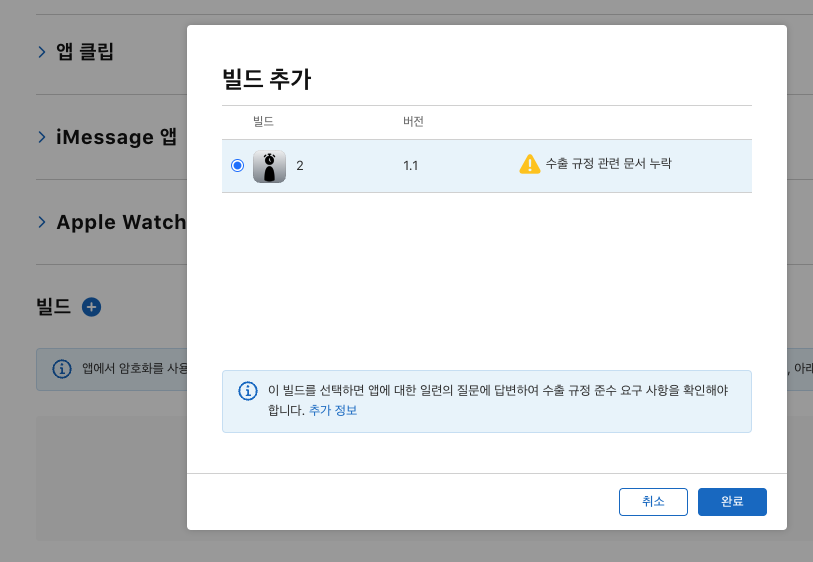 앱 클립
iMessage 앱
Apple Watch
빌드
앱에서 암호화를 사용
, 아래
빌드 추가
빌드 버전
2 1.1 수출 규정 관련 문서 누락
이 빌드를 선택하면 앱에 대한 일련의 질문에 답변하여 수출 규정 준수 요구 사항을 확인해야
합니다. 추가 정보
취소 완료